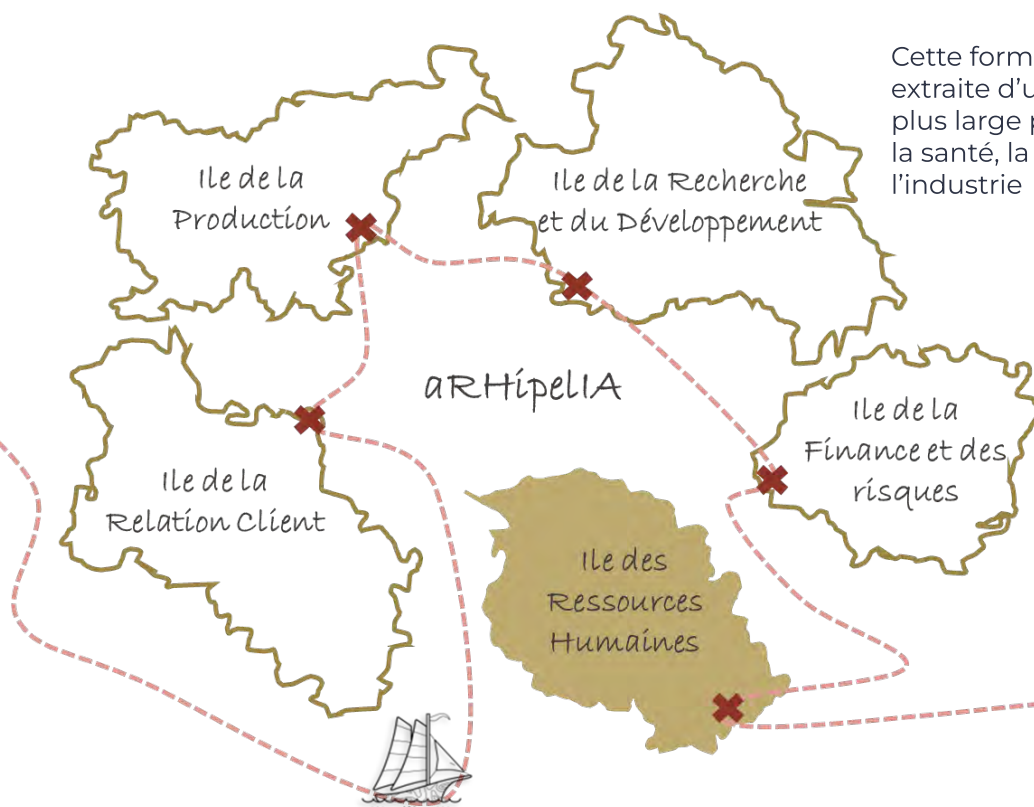 Cette form
extraite d'u
plus large p
la santé, la
l'industrie
Ile de la
Production
Ile de la Recherche
et du Développement
aRHipelIA
Ile de la
Finance et des
risques
Ile de la
Relation Client
Ile des
Ressources
Humaines